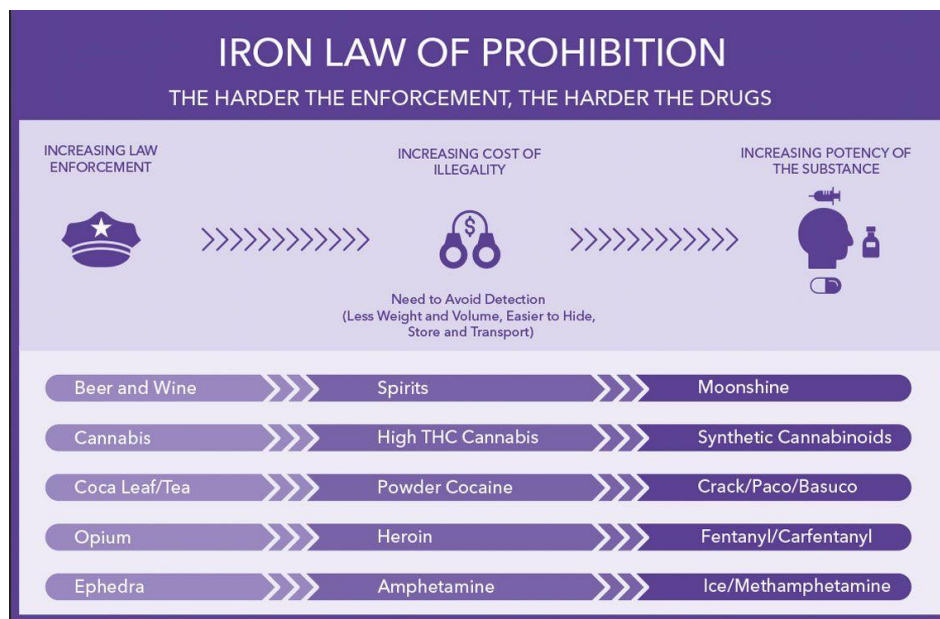 IRON LAW OF PROHIBITION
THE HARDER THE ENFORCEMENT, THE HARDER THE DRUGS
INCREASING LAW
ENFORCEMENT
INCREASING COST OF
ILLEGALITY
INCREASING POTENCY OF
THE SUBSTANCE
$
Need to Avoid Detection
(Less Weight and Volume, Easier to Hide,
Store and Transport)
Beer and Wine
Spirits
Moonshine
Cannabis
High THC Cannabis
Synthetic Cannabinoids
Coca Leaf/Tea
Powder Cocaine
Crack/Paco/Basuco
Opium
Heroin
Fentanyl/Carfentanyl
Ephedra
Amphetamine
Ice/Methamphetamine